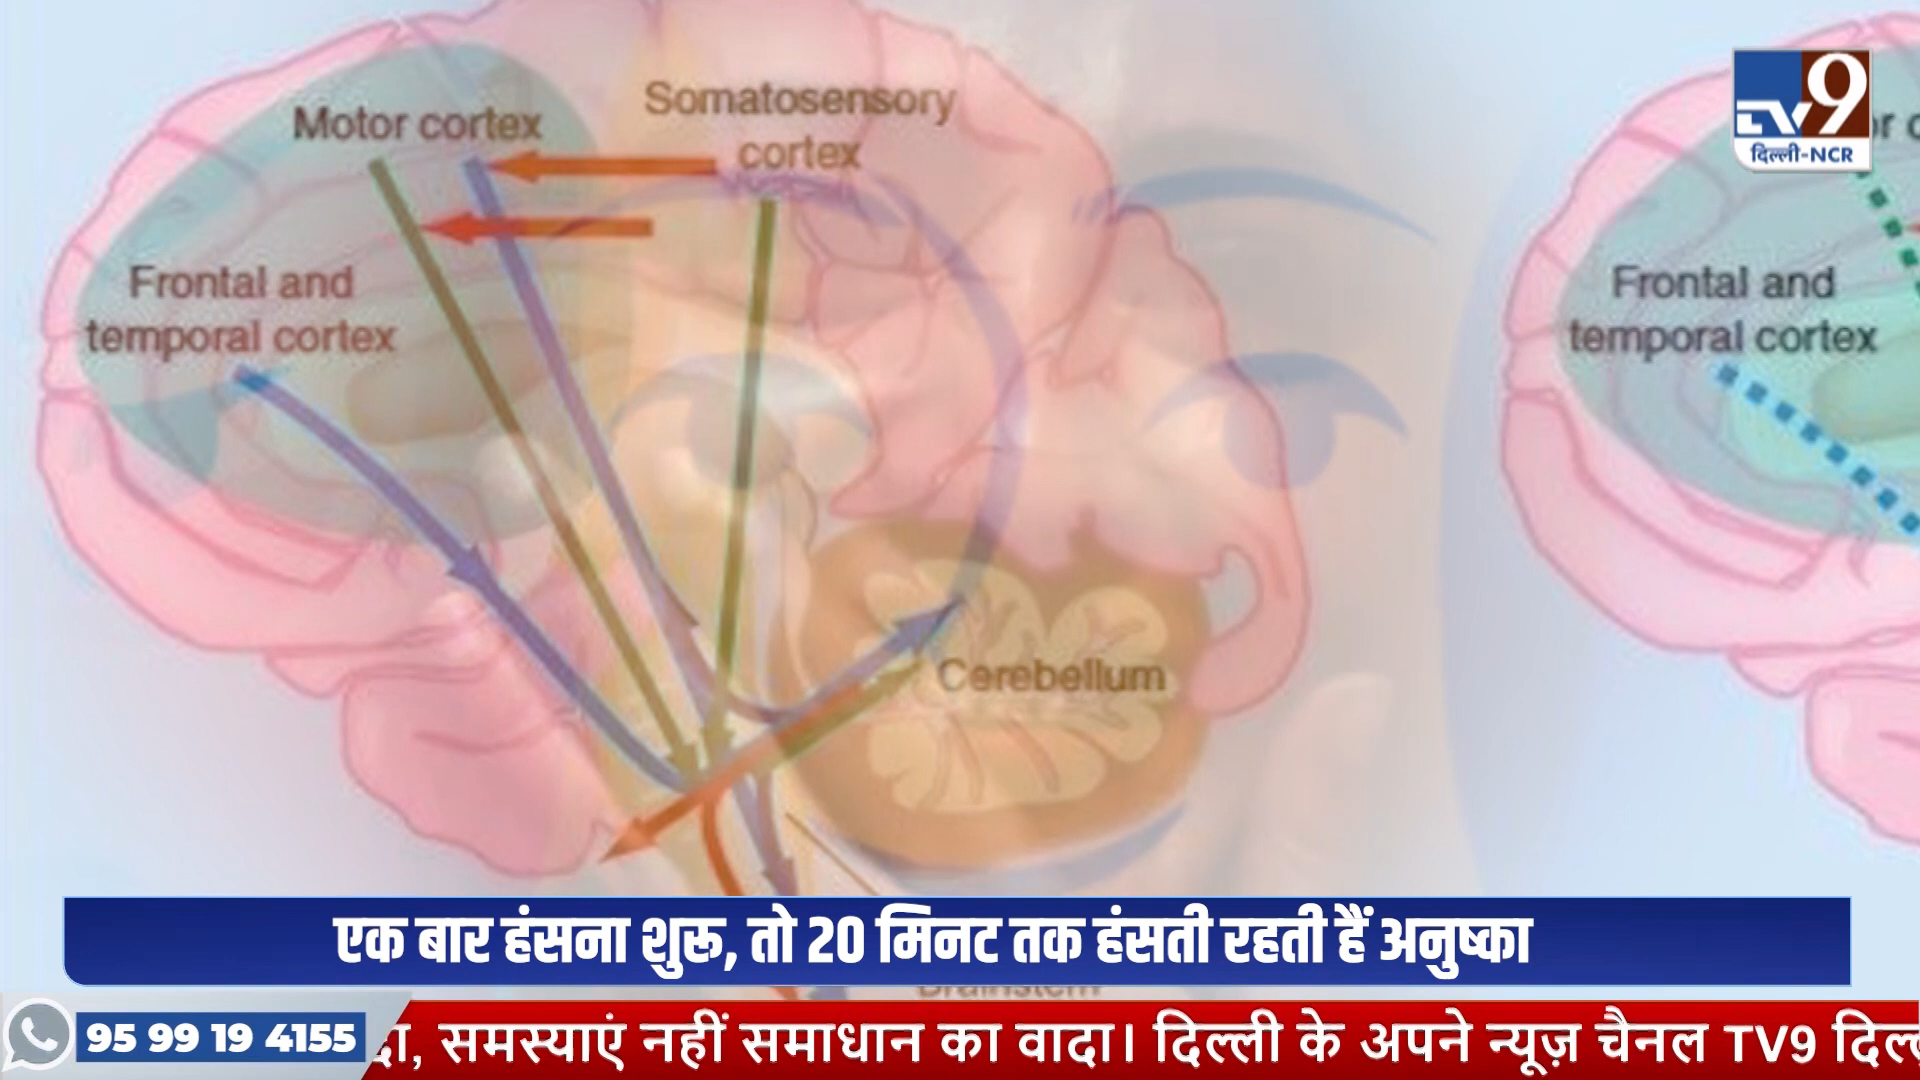 Motor cortex
Somatosensory
cortex
Frontal and
temporal cortex
Cerebellum
Brainstem
TV9
दिल्ली-NCR
Frontal and
temporal cortex
एक बार हंसना शुरू, तो 20 मिनट तक हंसती रहती हैं अनुष्का
95 99 19 4155
समस्याएं नहीं समाधान का वादा। दिल्ली के अपने न्यूज़ चैनल TV9